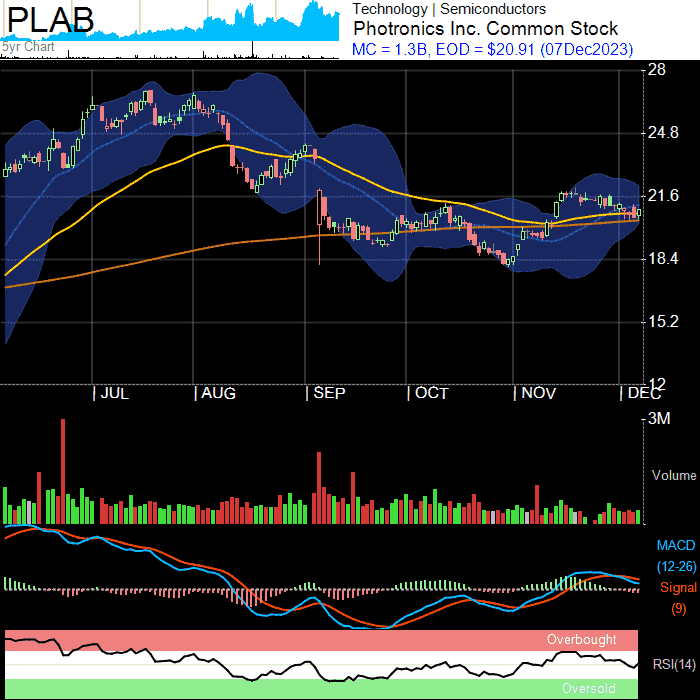 PLAB
5yr Chart
Technology | Semiconductors
Photronics Inc. Common Stock
MC = 1.3B, EOD = $20.91 (07Dec2023)
28
24.8
21.6
18.4
15.2
12
| JUL | AUG | SEP | OCT | NOV | DEC
3M
Volume
MACD
(12-26)
Signal
(9)
Overbought
RSI(14)
Oversold